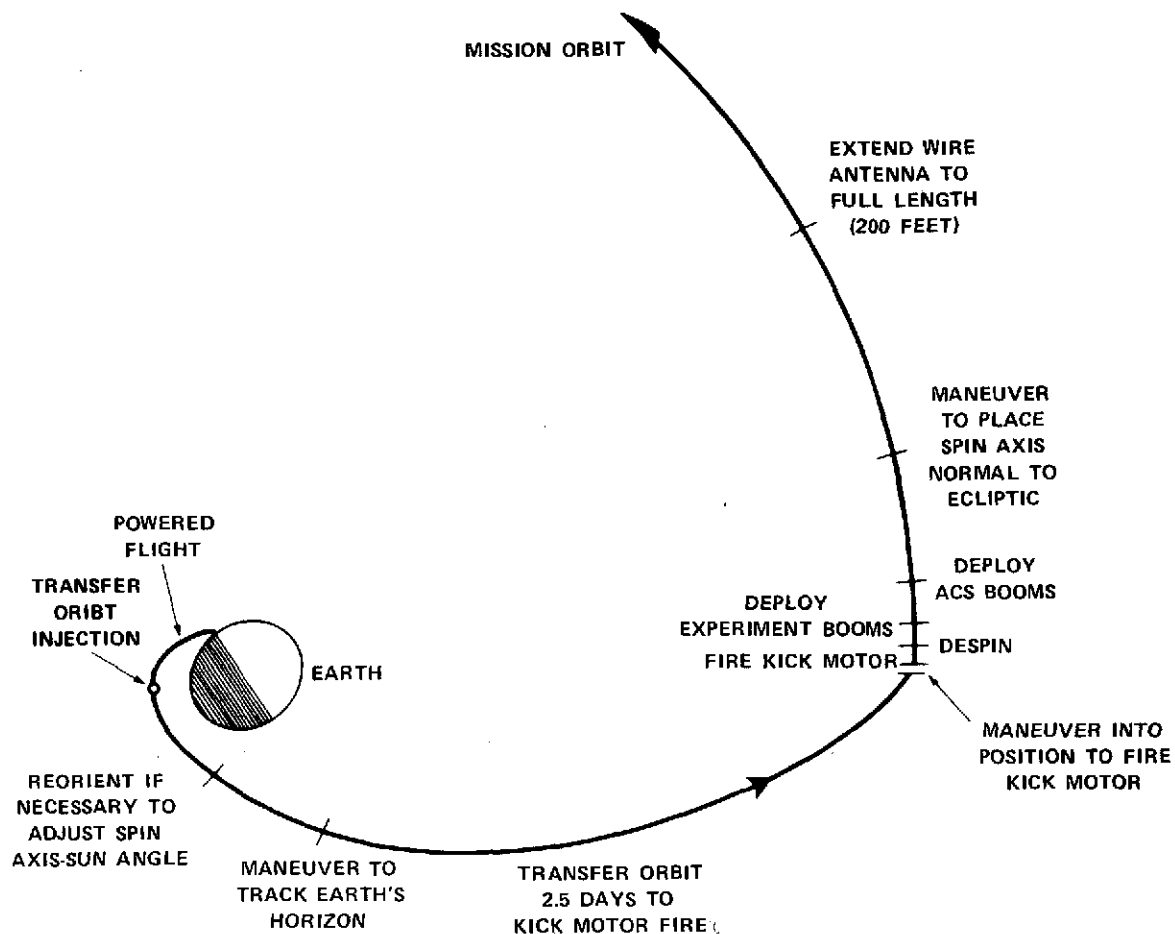 MISSION ORBIT
EXTEND WIRE
ANTENNA TO
FULL LENGTH
(200 FEET)
MANEUVER
TO PLACE
SPIN AXIS
NORMAL TO
ECLIPTIC
POWERED
FLIGHT
TRANSFER
ORIBT
INJECTION
EARTH
DEPLOY
ACS BOOMS
DEPLOY
EXPERIMENT BOOMS
DESPIN
FIRE KICK MOTOR
MANEUVER INTO
POSITION TO FIRE
KICK MOTOR
REORIENT IF
NECESSARY TO
ADJUST SPIN
AXIS-SUN ANGLE
MANEUVER TO
TRACK EARTH'S
HORIZON
TRANSFER ORBIT
2.5 DAYS TO
KICK MOTOR FIRE